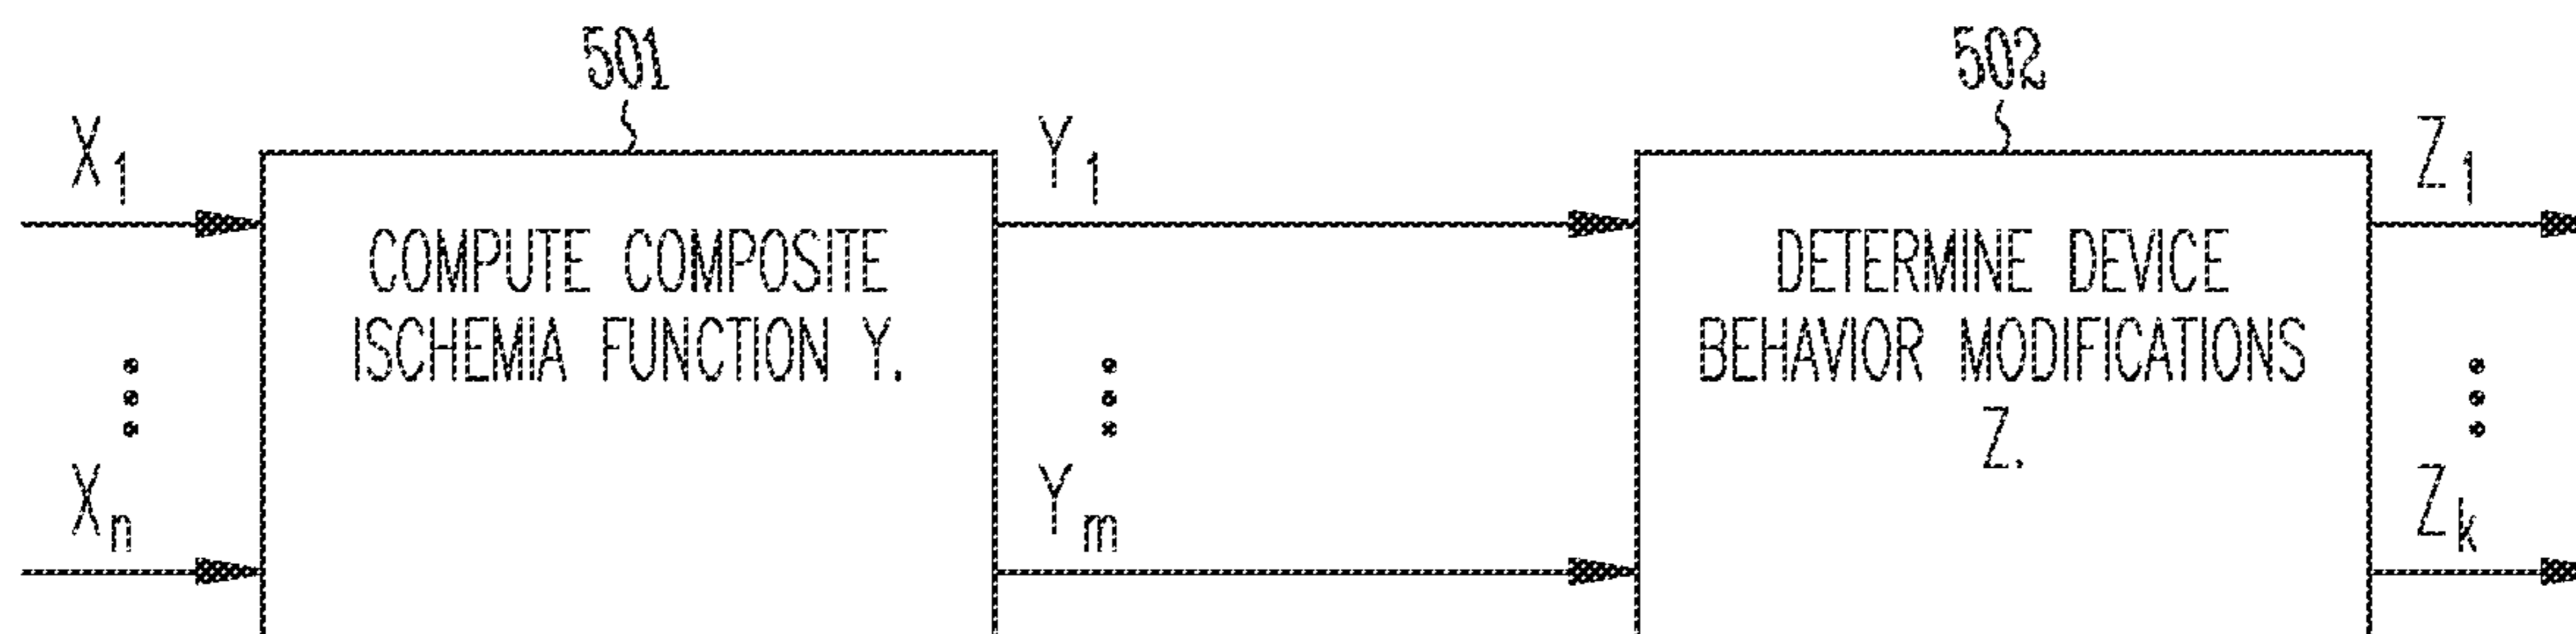 501
502
X1
Y1
Z1
COMPUTE COMPOSITE
ISCHEMIA FUNCTION Y.
DETERMINE DEVICE
BEHAVIOR MODIFICATIONS
Z.
Xn
Ym
Zk